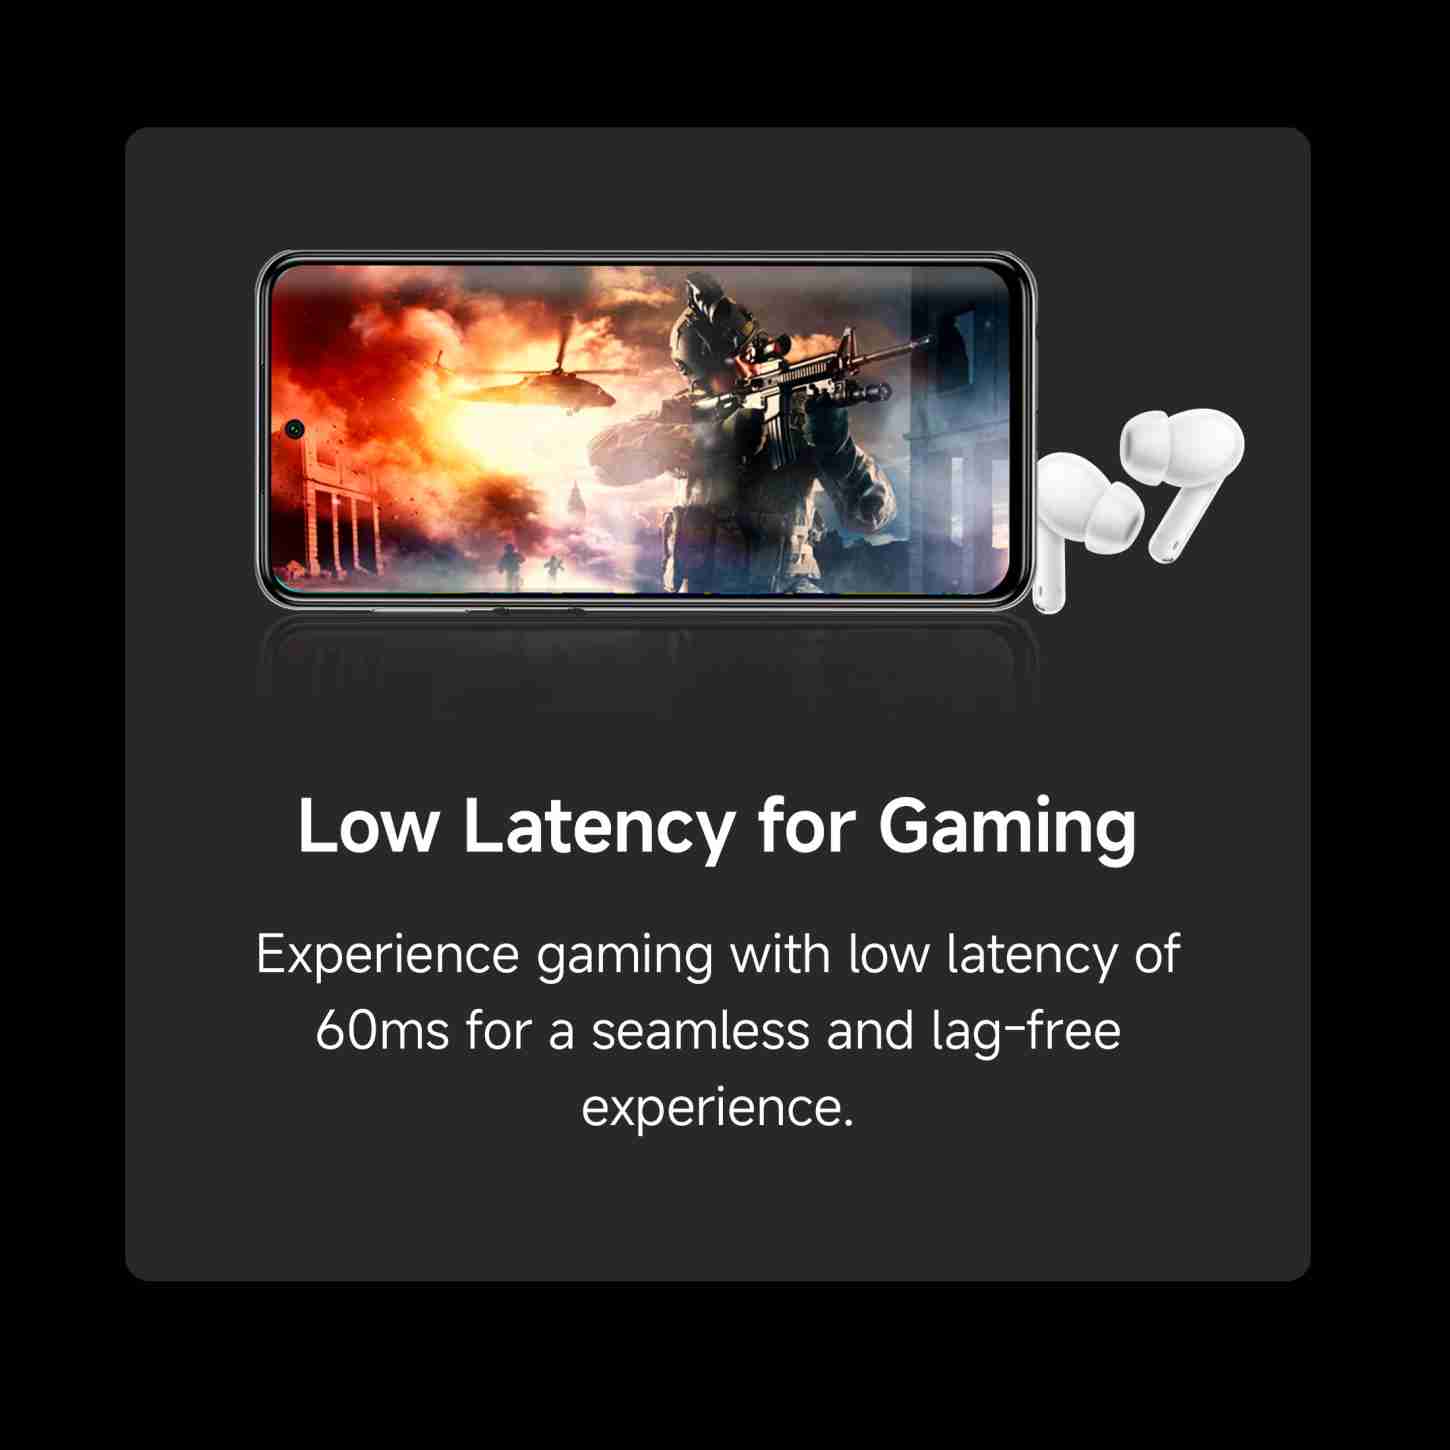 Low Latency for Gaming
Experience gaming with low latency of
60ms for a seamless and lag-free
experience.